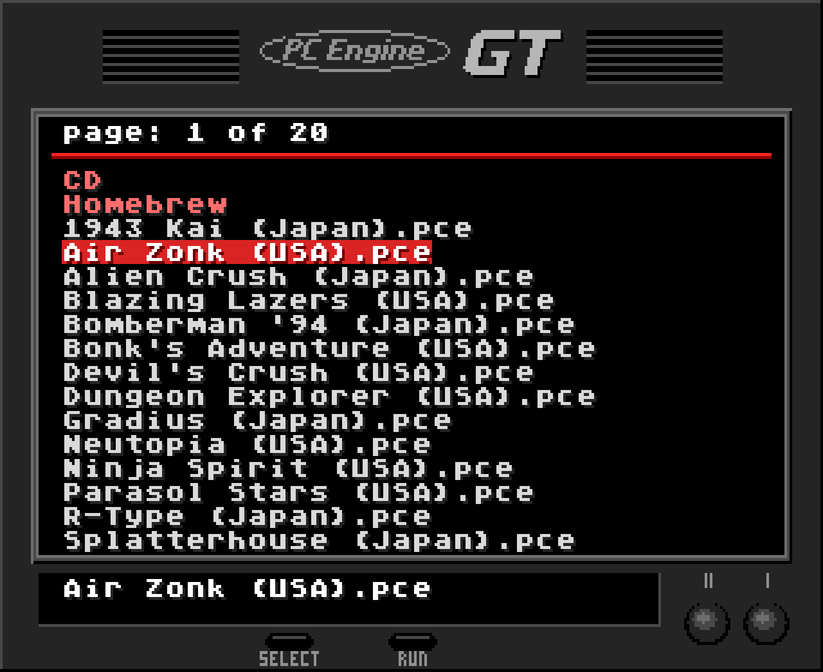 PC Engine GT
page: 1 of 20
CD
Homebrew
1943 Kai (Japan).pce
Air Zonk (USA).pce
Alien Crush (Japan).pce
Blazing Lazers (USA).pce
Bomberman '94 (Japan).pce
Bonk's Adventure (USA).pce
Devil's Crush (USA).pce
Dungeon Explorer (USA).pce
Gradius (Japan).pce
Neutopia (USA).pce
Ninja Spirit (USA).pce
Parasol Stars (USA).pce
R-Type (Japan).pce
Splatterhouse (Japan).pce
Air Zonk (USA).pce
II I
SELECT RUN